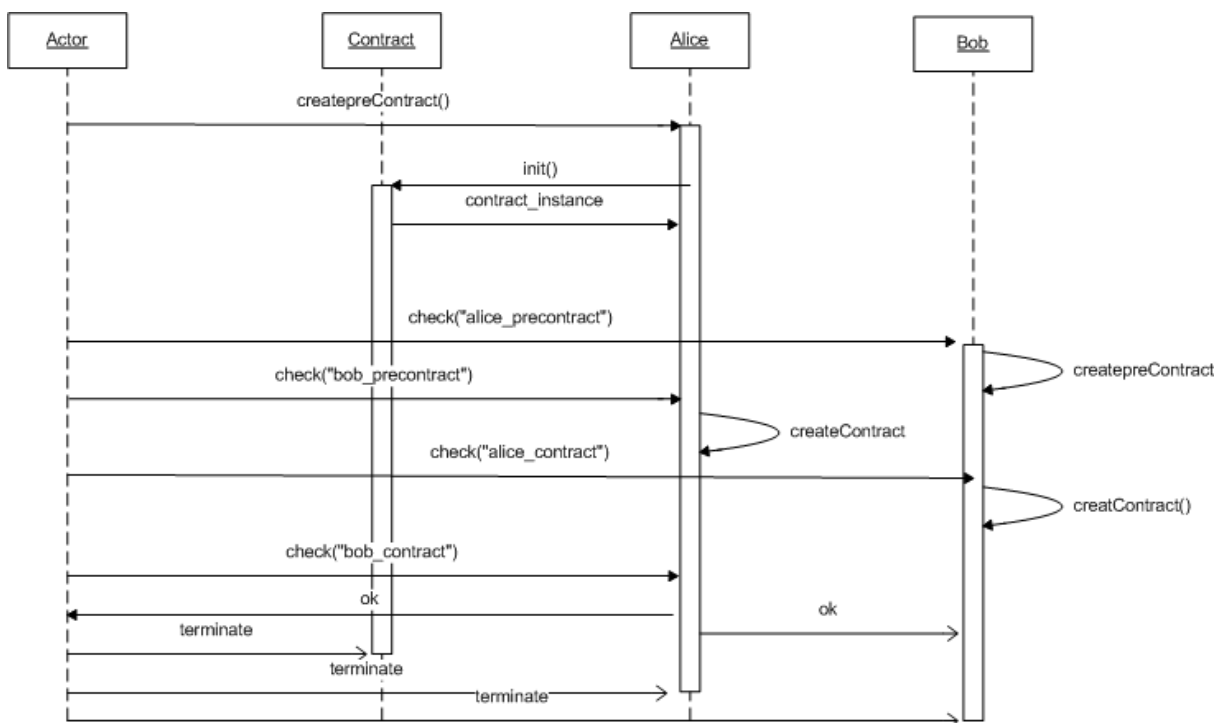 Actor
Contract
Alice
Bob
createpreContract()
init()
contract_instance
check("alice_precontract")
createpreContract
check("bob_precontract")
createContract
check("alice_contract")
creatContract()
check("bob_contract")
ok
ok
terminate
terminate
terminate